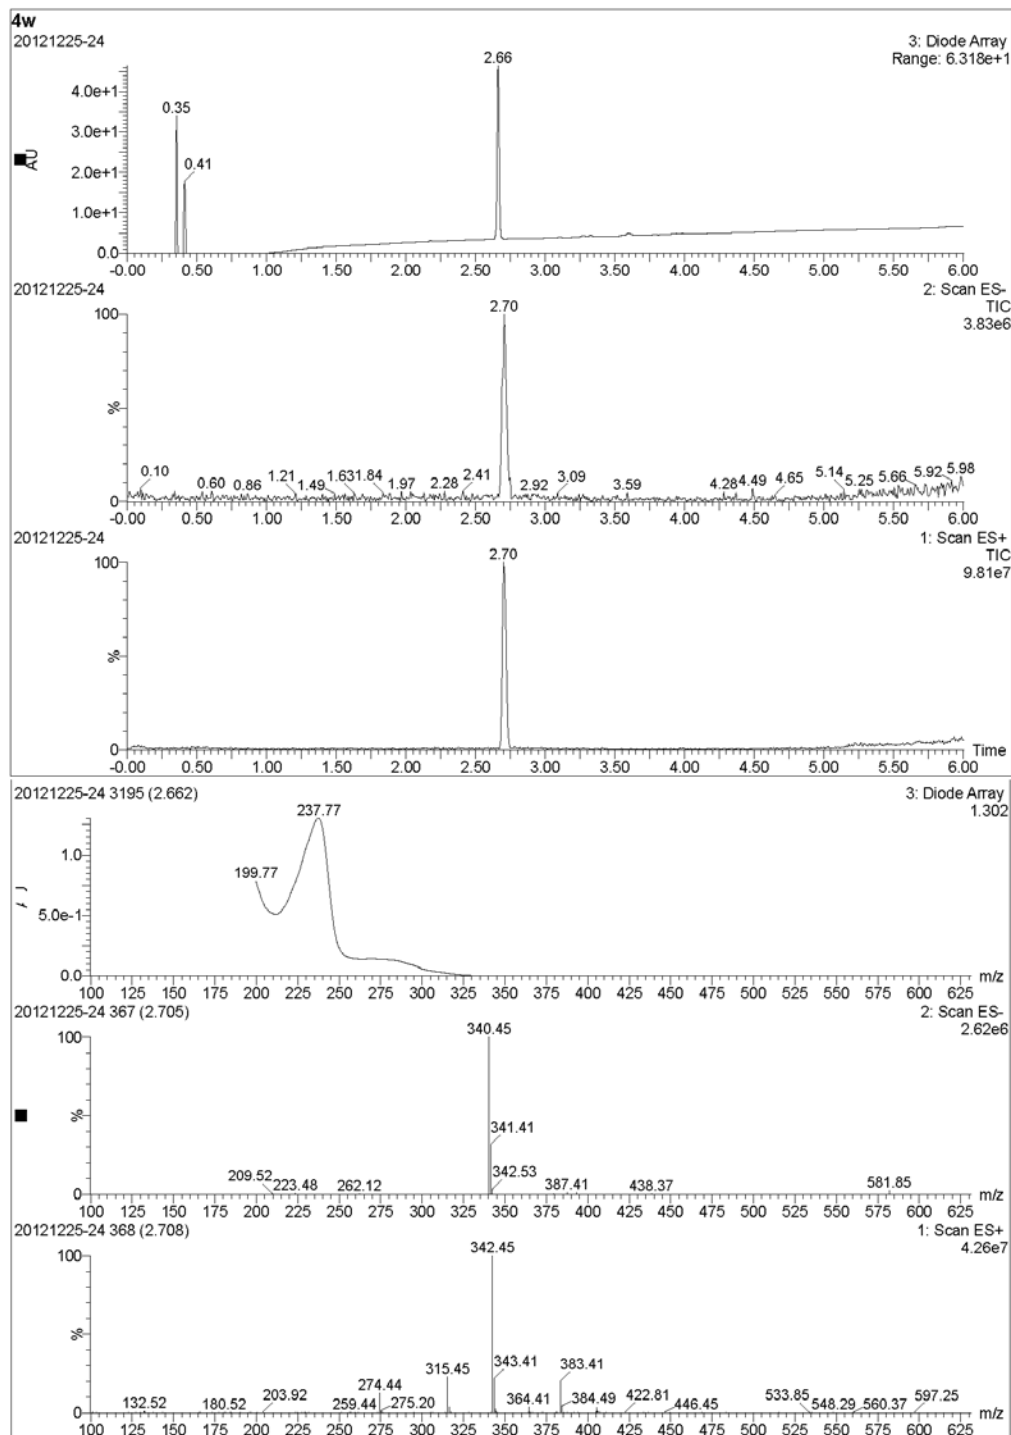 4w
20121225-24
3: Diode Array
Range: 6.318e+1
2.66
4.0e+1
0.35
3.0e+1
0.41
AU
2.0e+1
1.0e+1
0.0
-0.00 0.50 1.00 1.50 2.00 2.50 3.00 3.50 4.00 4.50 5.00 5.50 6.00
20121225-24
2: Scan ES-
TIC
3.83e6
2.70
100
%
0.10 0.60 0.86 1.21 1.49 1.63 1.84 1.97 2.28 2.41 2.92 3.09 3.59 4.28 4.49 4.65 5.14 5.25 5.66 5.92 5.98
0
-0.00 0.50 1.00 1.50 2.00 2.50 3.00 3.50 4.00 4.50 5.00 5.50 6.00
20121225-24
1: Scan ES+
TIC
9.81e7
2.70
100
%
0
Time
-0.00 0.50 1.00 1.50 2.00 2.50 3.00 3.50 4.00 4.50 5.00 5.50 6.00
20121225-24 3195 (2.662)
3: Diode Array
1.302
237.77
1.0
199.77
5.0e-1
0.0
m/z
100 125 150 175 200 225 250 275 300 325 350 375 400 425 450 475 500 525 550 575 600 625
20121225-24 367 (2.705)
2: Scan ES-
2.62e6
340.45
100
%
341.41
342.53
209.52 223.48 262.12 387.41 438.37 581.85
0
m/z
100 125 150 175 200 225 250 275 300 325 350 375 400 425 450 475 500 525 550 575 600 625
20121225-24 368 (2.708)
1: Scan ES+
4.26e7
342.45
100
%
315.45 343.41 383.41
274.44
132.52 180.52 203.92 259.44 275.20 364.41 384.49 422.81 446.45 533.85 548.29 560.37 597.25
0
m/z
100 125 150 175 200 225 250 275 300 325 350 375 400 425 450 475 500 525 550 575 600 625